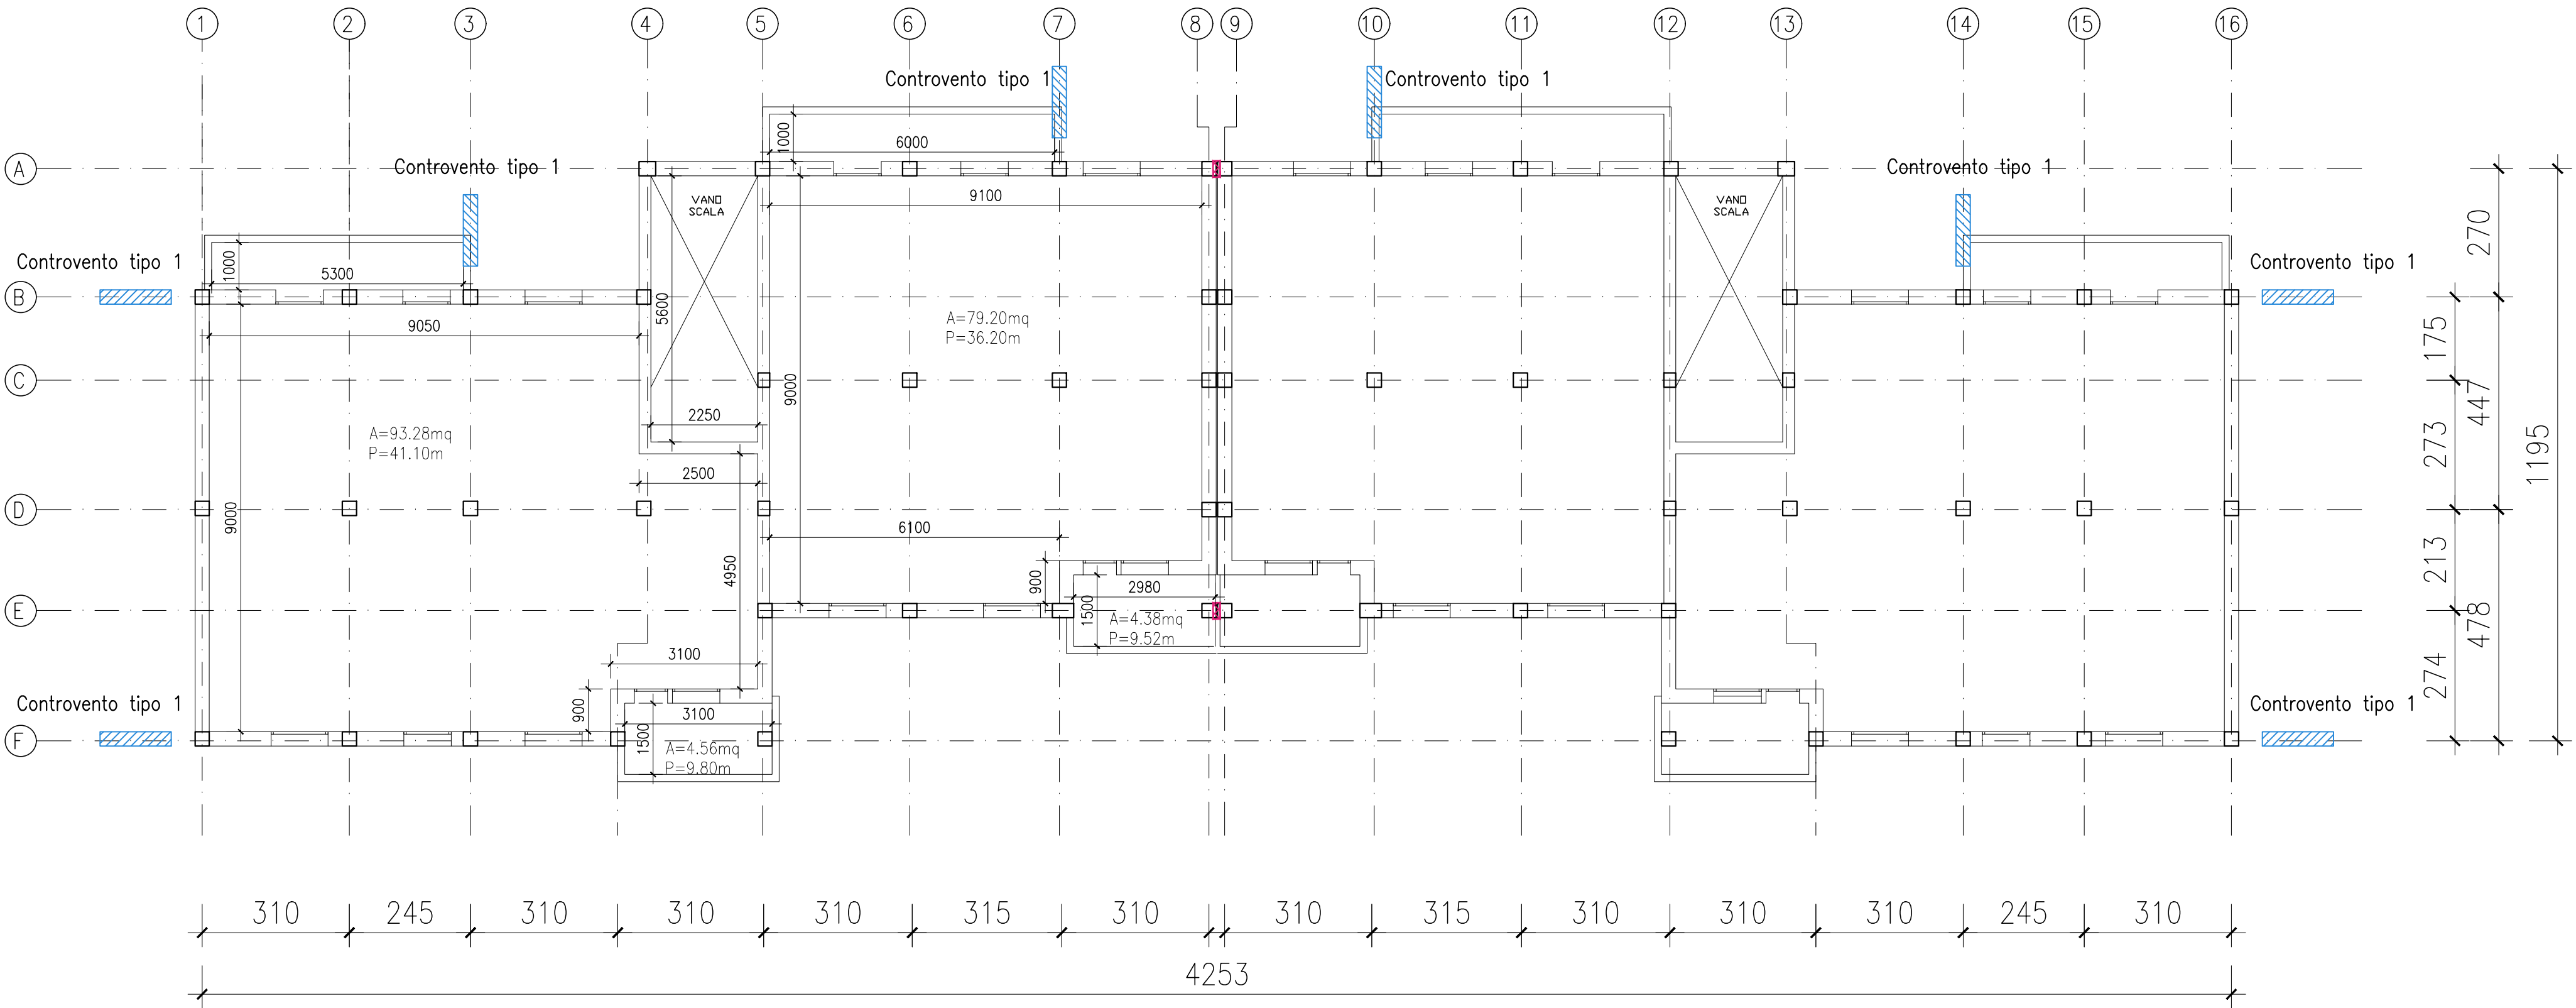 1
2
3
4
5
6
7
8
9
10
11
12
13
14
15
16
Controvento tipo 1
Controvento tipo 1
A
Controvento tipo 1
Controvento tipo 1
1000
6000
9100
VANO
SCALA
VANO
SCALA
270
Controvento tipo 1
Controvento tipo 1
B
1000
5300
9050
5600
A=79.20mq
P=36.20m
175
C
9000
447
2250
A=93.28mq
P=41.10m
273
1195
2500
D
9000
6100
4950
213
900
2980
1500
E
A=4.38mq
P=9.52m
478
3100
274
Controvento tipo 1
Controvento tipo 1
900
3100
1500
F
A=4.56mq
P=9.80m
310
245
310
310
310
315
310
310
315
310
310
310
245
310
4253